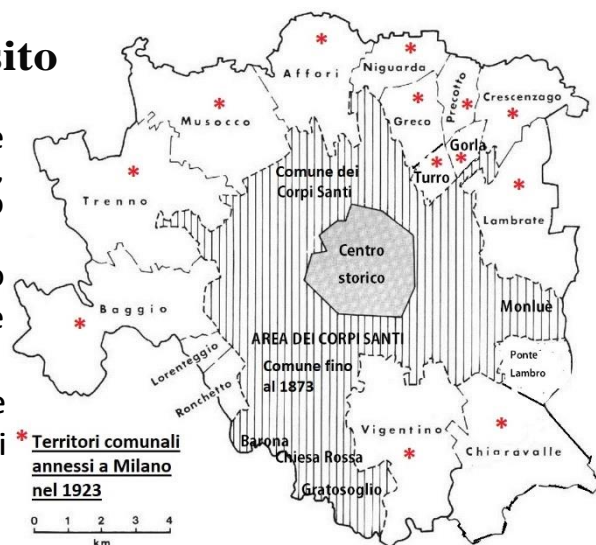 sito
e
o
e
e
i
Affori
Niguarda
Musocco
Greco
Precotto
Crescenzago
Gorla
Turro
Comune dei
Corpi Santi
Trenno
Lambrate
Centro
storico
Baggio
Monluè
AREA DEI CORPI SANTI
Lorenteggio
Comune fino
al 1873
Ponte
Lambro
Ronchetto
Vigentino
Barona
Chiesa Rossa
Chiaravalle
Gratosoglio
* Territori comunali
annessi a Milano
nel 1923
0 1 2 3 4
km